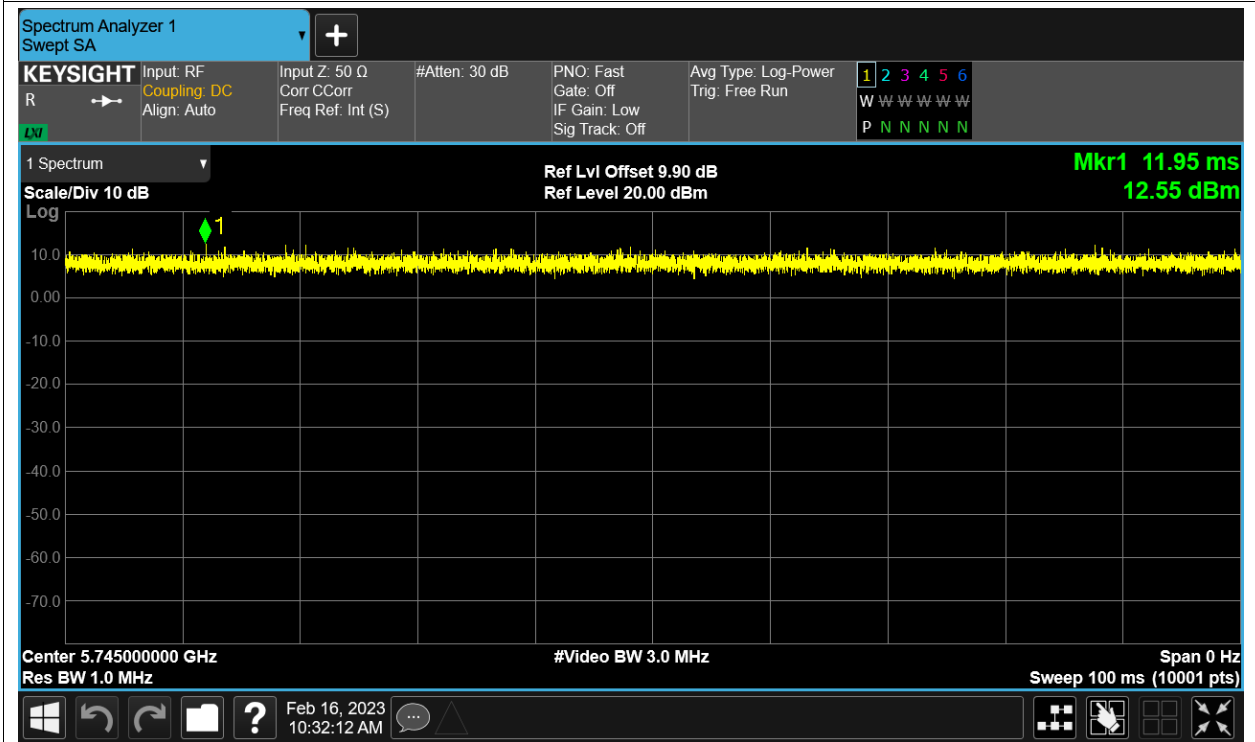 Spectrum Analyzer 1
Swept SA
KEYSIGHT
R
LXI
Input: RF
Coupling: DC
Align: Auto
Input Z: 50 Ω
Corr CCorr
Freq Ref: Int (S)
#Atten: 30 dB
PNO: Fast
Gate: Off
IF Gain: Low
Sig Track: Off
Avg Type: Log-Power
Trig: Free Run
1 2 3 4 5 6
W W W W W W
P N N N N N
1 Spectrum
Scale/Div 10 dB
Log
Ref Lvl Offset 9.90 dB
Ref Level 20.00 dBm
Mkr1 11.95 ms
12.55 dBm
1
10.0
0.00
-10.0
-20.0
-30.0
-40.0
-50.0
-60.0
-70.0
Center 5.745000000 GHz
Res BW 1.0 MHz
#Video BW 3.0 MHz
Span 0 Hz
Sweep 100 ms (10001 pts)
?
Feb 16, 2023
10:32:12 AM